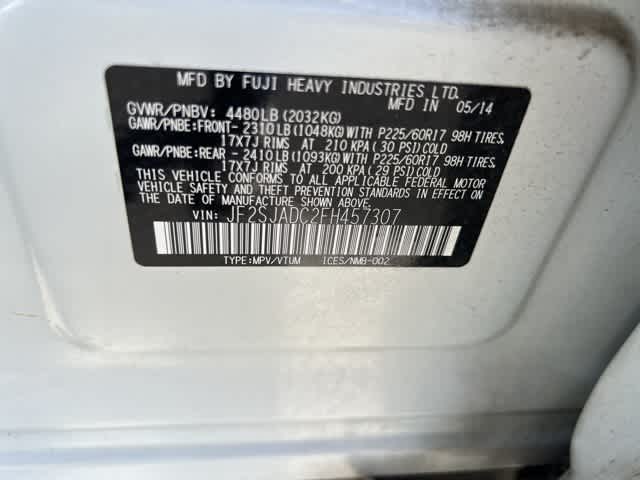 MFD BY FUJI HEAVY INDUSTRIES LTD.
MFD IN 05/14
GVWR/PNBV: 4480LB(2032KG)
GAWR/PNBE:FRONT- 2310LB(1048KG)WITH P225/60R17 98H TIRES,
17X7J RIMS AT 210 KPA (30 PSI)COLD
GAWR/PNBE:REAR - 2410LB(1093KG)WITH P225/60R17 98H TIRES,
17X7J RIMS AT 200 KPA (29 PSI)COLD
THIS VEHICLE CONFORMS TO ALL APPLICABLE FEDERAL MOTOR
VEHICLE SAFETY AND THEFT PREVENTION STANDARDS IN EFFECT ON
THE DATE OF MANUFACTURE SHOWN ABOVE.
VIN: JF2SJADC2FH457307
TYPE:MPV/VTUM ICES/NMB-002